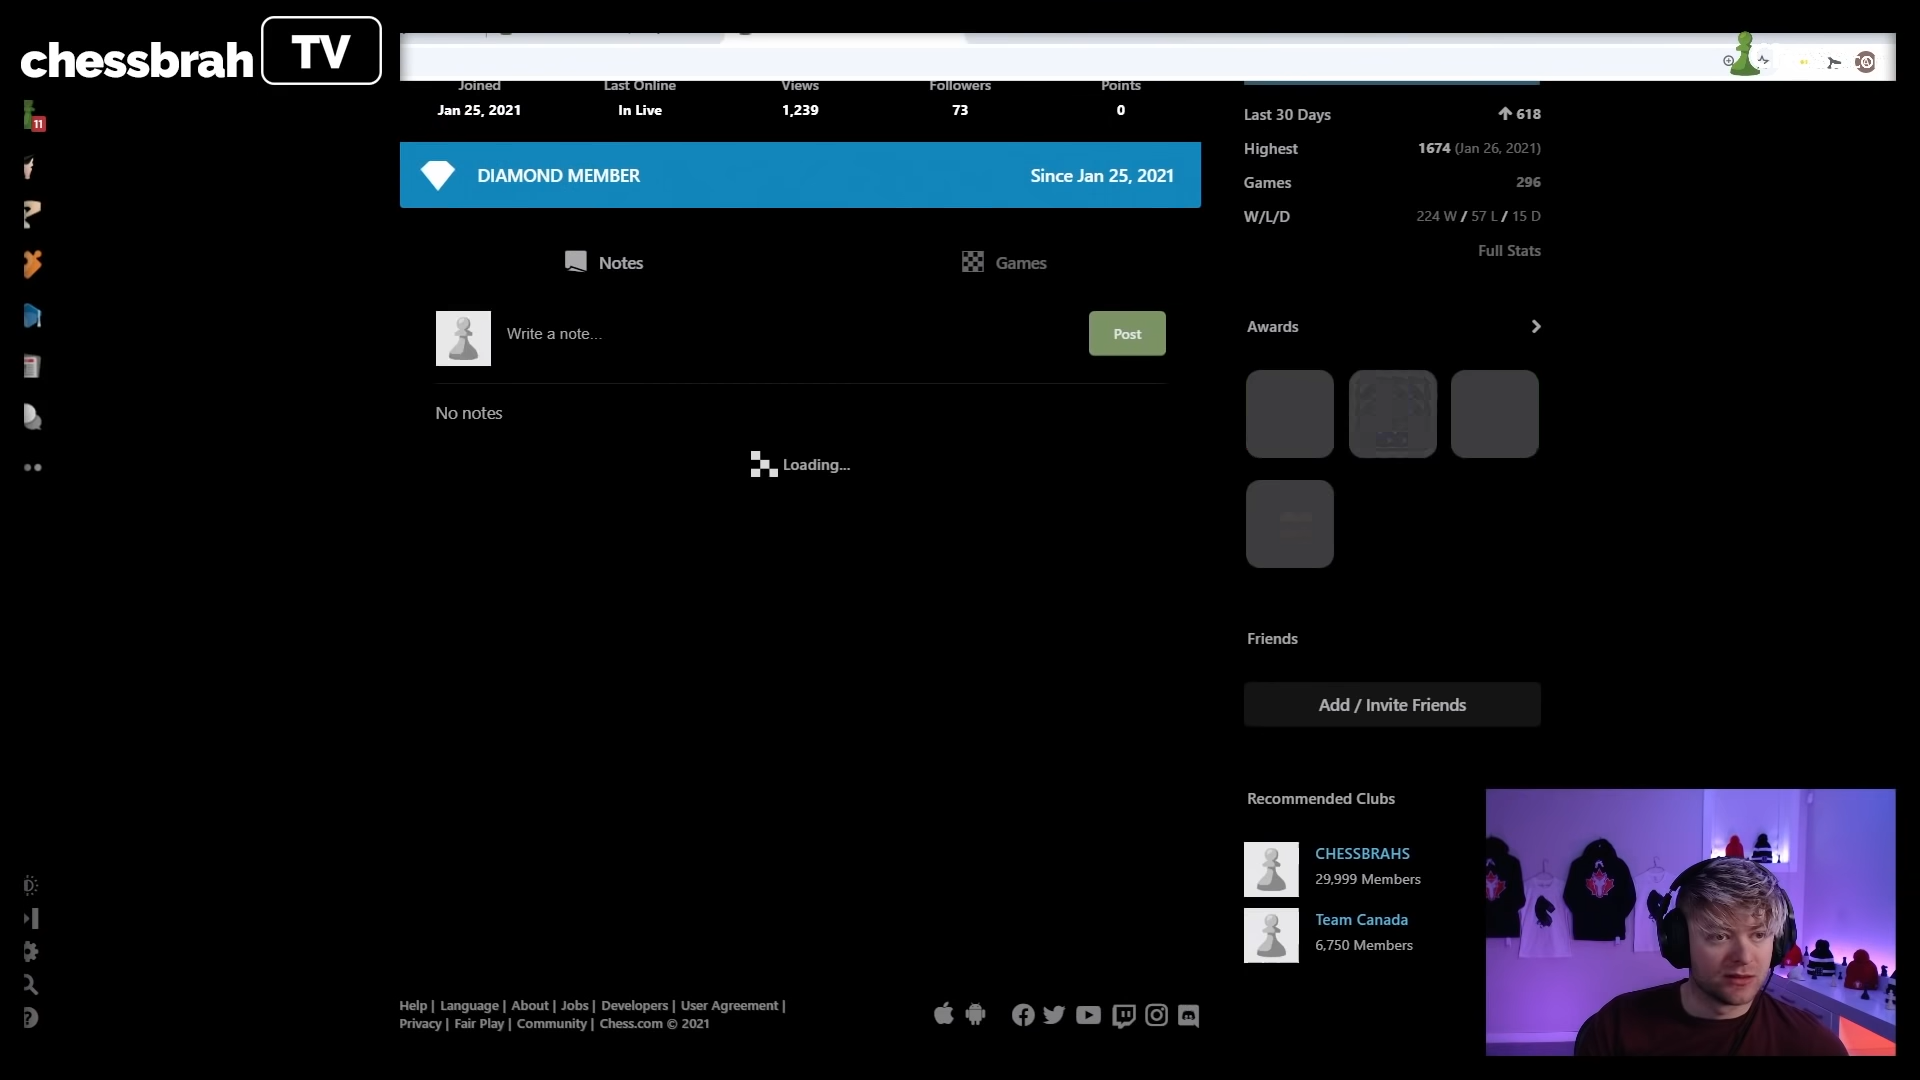 chessbrah TV
11
Joined Last Online Views Followers Points
Jan 25, 2021 In Live 1,239 73 0
DIAMOND MEMBER Since Jan 25, 2021
Notes Games
Write a note...
Post
No notes
Loading...
Last 30 Days 618
Highest 1674 (Jan 26, 2021)
Games 296
W/L/D 224 W / 57 L / 15 D
Full Stats
Awards
Friends
Add / Invite Friends
Recommended Clubs
CHESSBRAHS
29,999 Members
Team Canada
6,750 Members
Help | Language | About | Jobs | Developers | User Agreement |
Privacy | Fair Play | Community | Chess.com © 2021